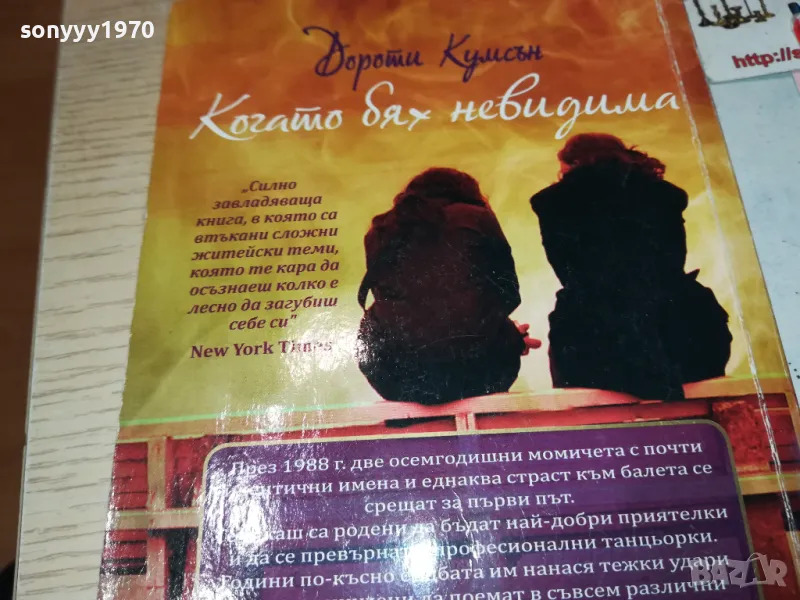 sonyyy1970
http://s
Дороти Кумсън
Когато бях невидима
„Силно
завладяваща
книга, в която са
втъкани сложни
житейски теми,
която те кара да
осъзнаеш колко е
лесно да загубиш
себе си"
New York Times
През 1988 г. две осемгодишни момичета с почти
имена и еднаква страст към балета се
срещат за първи път.
са родени да бъдат най-добри приятелки
и да се превърнат професионални танцьорки.
Години по-късно им нанася тежки удари
да поемат в съвсем различни
bazar.bg